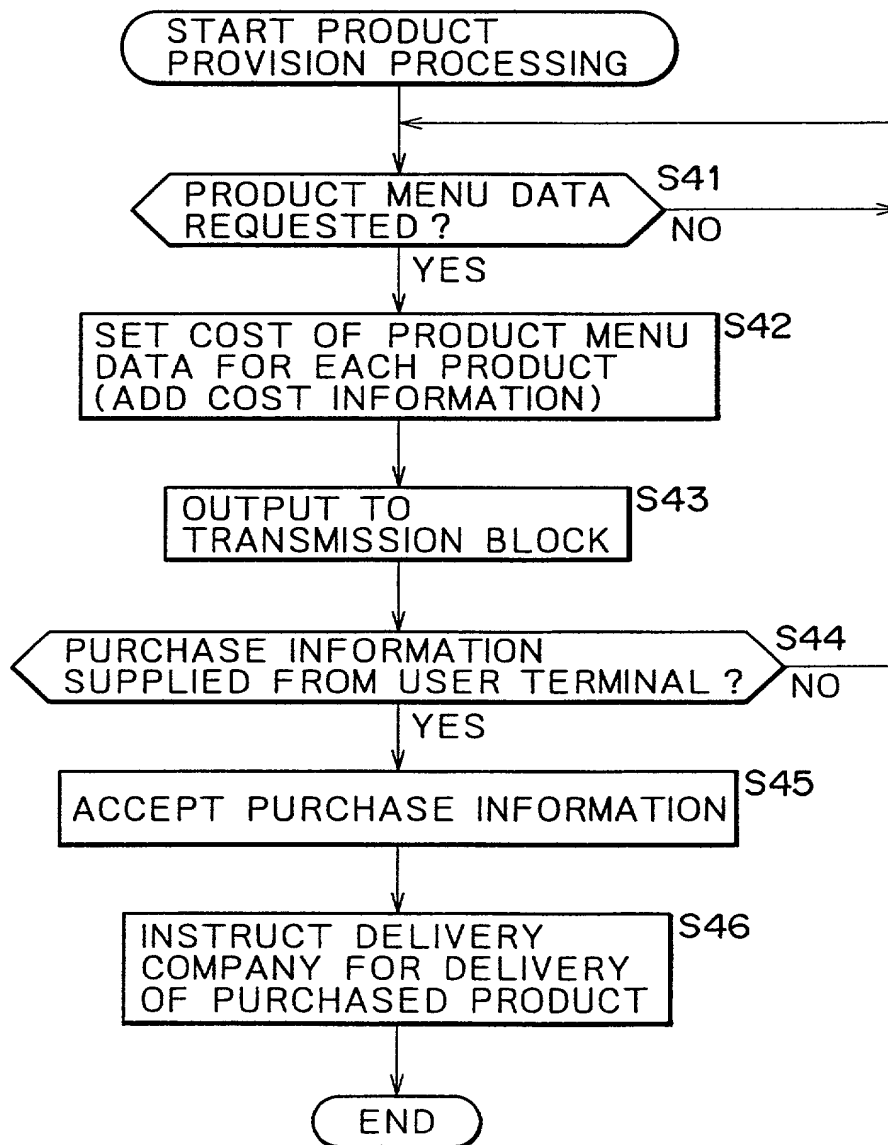 START PRODUCT
PROVISION PROCESSING
PRODUCT MENU DATA
REQUESTED ?
S41
NO
YES
SET COST OF PRODUCT MENU
DATA FOR EACH PRODUCT
(ADD COST INFORMATION)
S42
OUTPUT TO
TRANSMISSION BLOCK
S43
PURCHASE INFORMATION
SUPPLIED FROM USER TERMINAL ?
S44
NO
YES
ACCEPT PURCHASE INFORMATION
S45
INSTRUCT DELIVERY
COMPANY FOR DELIVERY
OF PURCHASED PRODUCT
S46
END